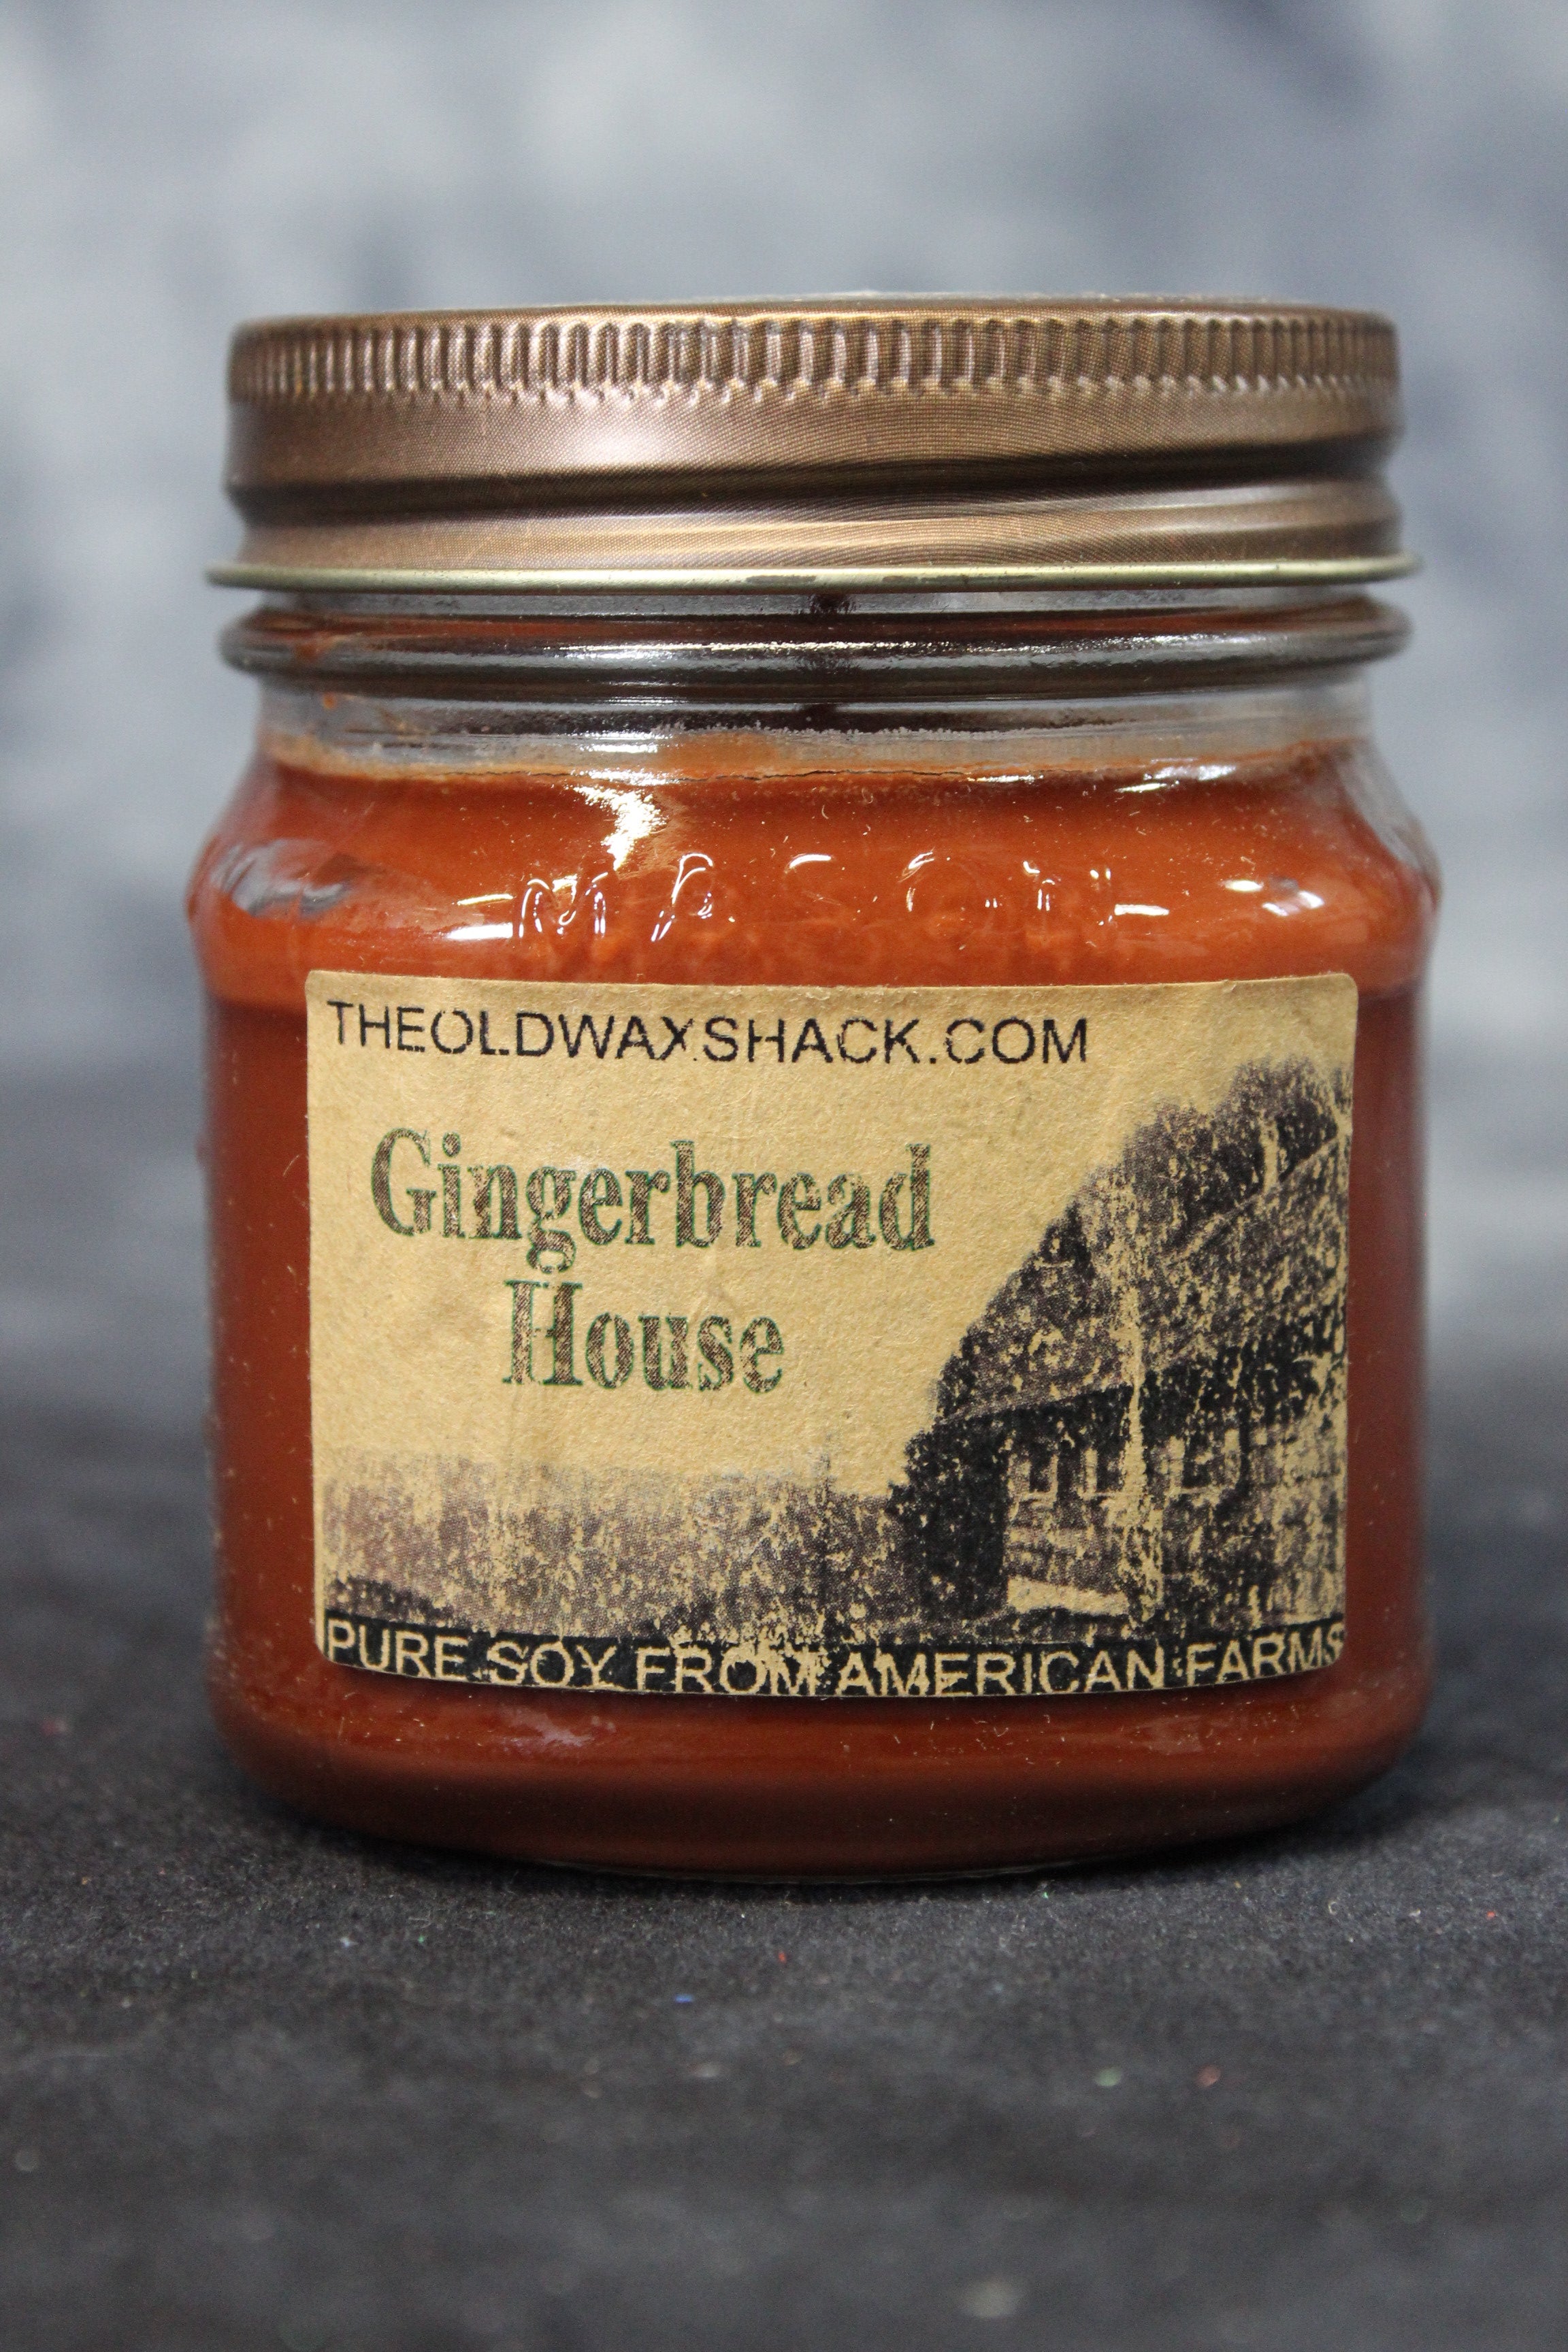 MASON
THEOLDWAXSHACK.COM
Gingerbread
House
PURE SOY FROM AMERICAN FARMS